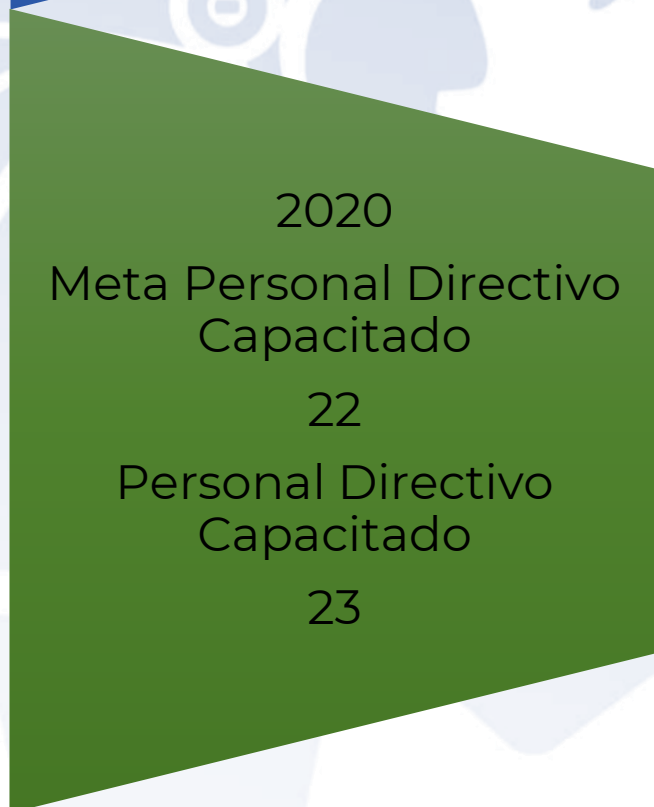 2020
Meta Personal Directivo
Capacitado
22
Personal Directivo
Capacitado
23